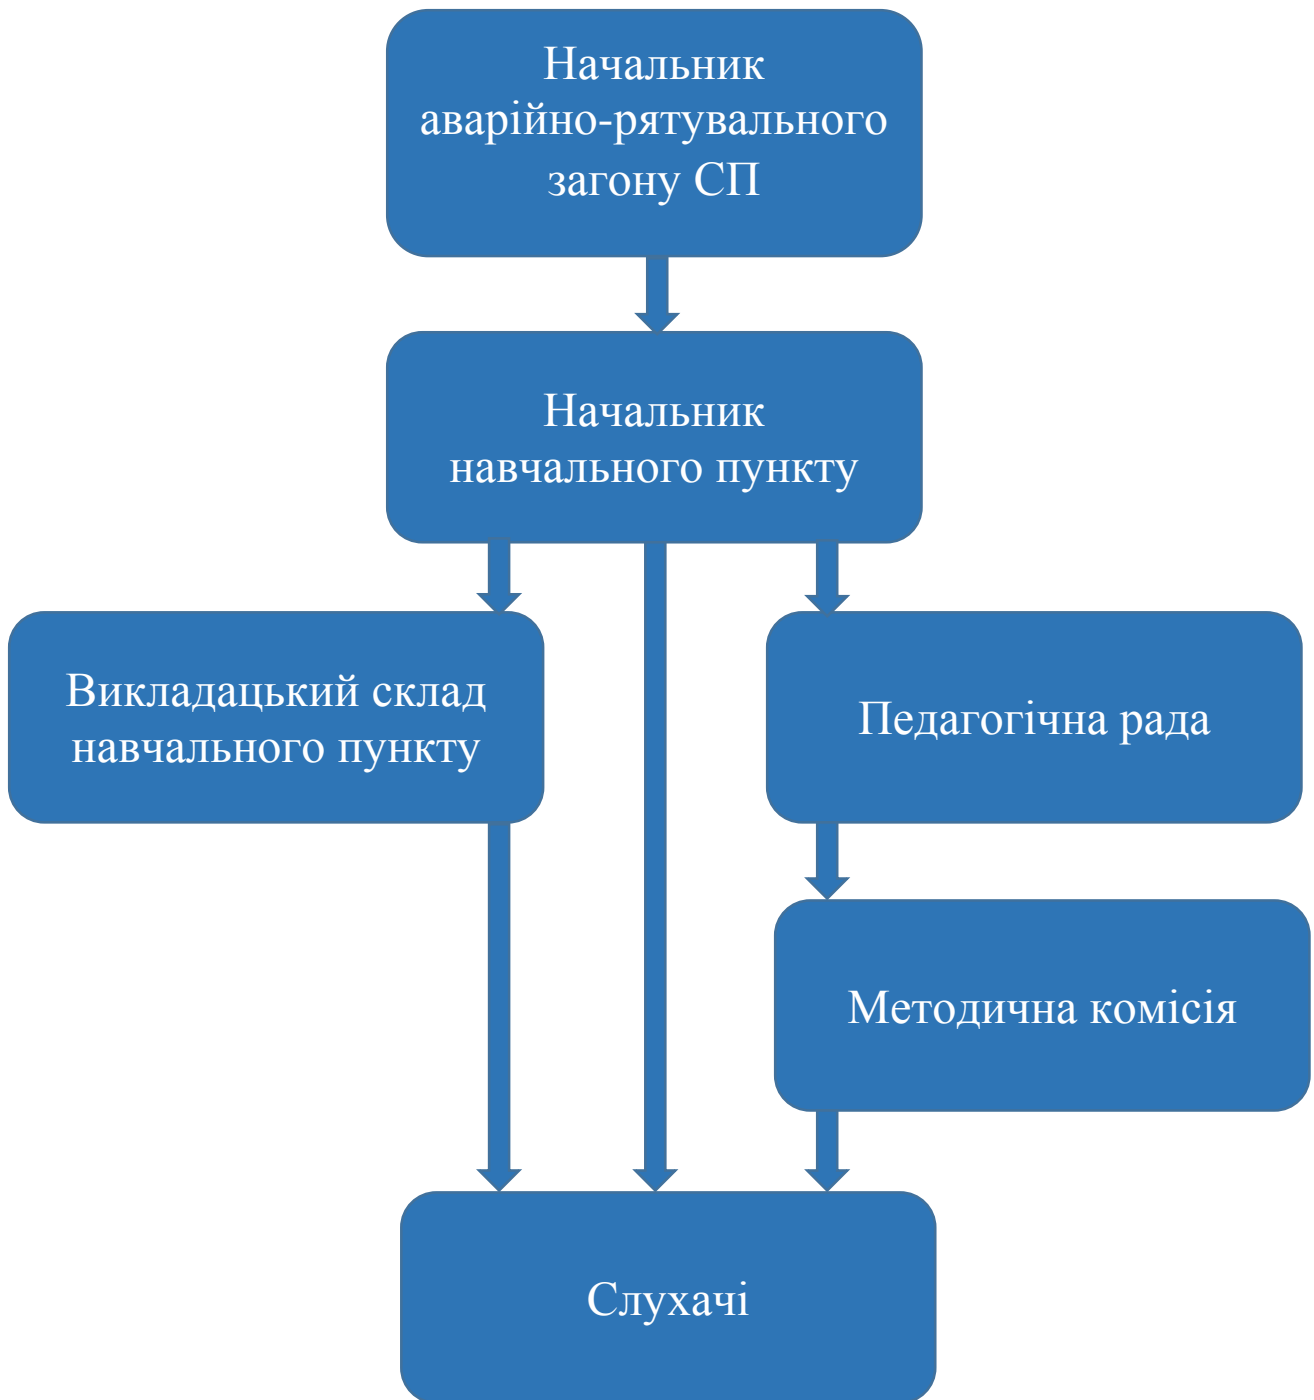 Начальник
аварійно-рятувального
загону СП
Начальник
навчального пункту
Викладацький склад
навчального пункту
Педагогічна рада
Методична комісія
Слухачі